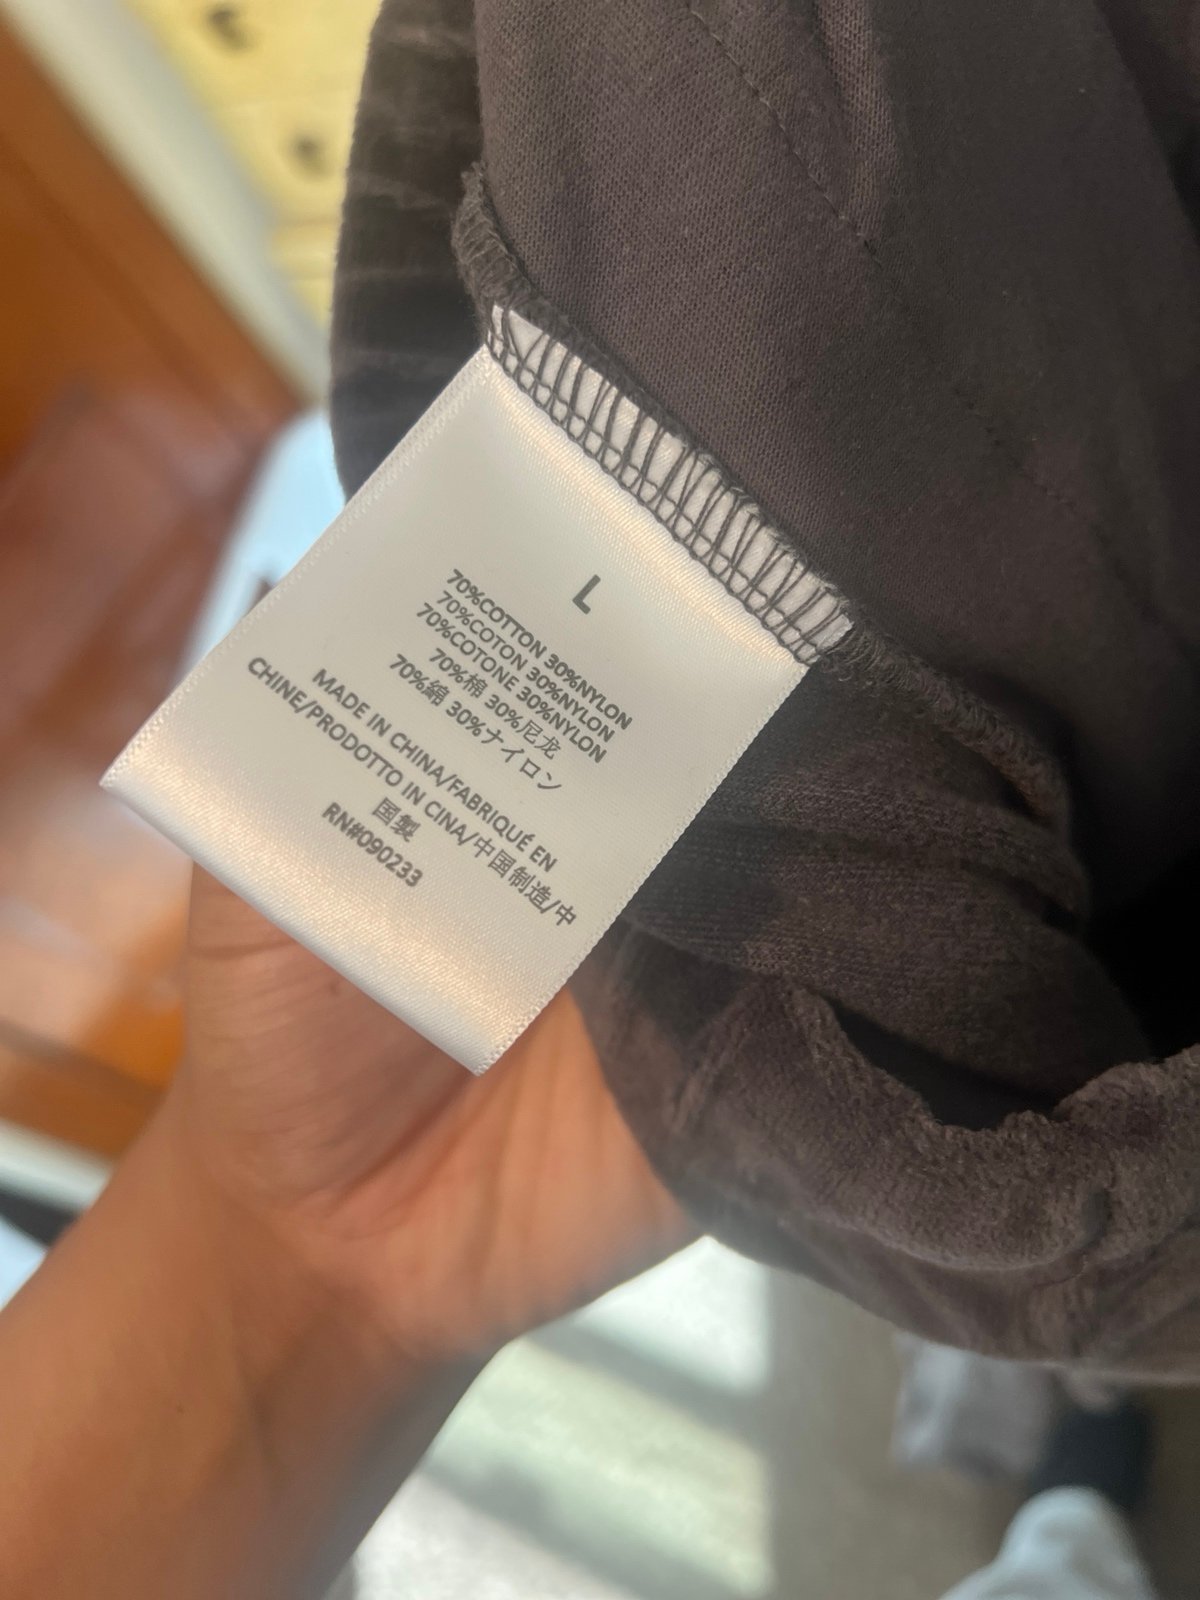 L
70%COTTON 30%NYLON
70%COTON 30%NYLON
70%COTONE 30%NYLON
70%棉 30%尼龙
70%綿 30%ナイロン
MADE IN CHINA/FABRIQUÉ EN
CHINE/PRODOTTO IN CINA/中国制造/中
国製
RN#090233